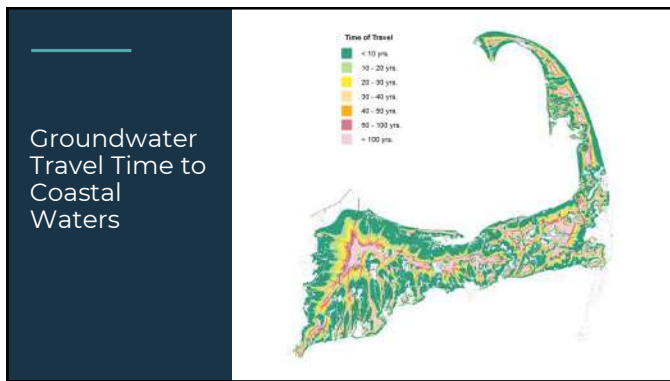 Groundwater
Travel Time to
Coastal
Waters
Time of Travel
< 10 yrs.
10 - 20 yrs.
20 - 30 yrs.
30 - 40 yrs.
40 - 50 yrs.
50 - 100 yrs.
> 100 yrs.